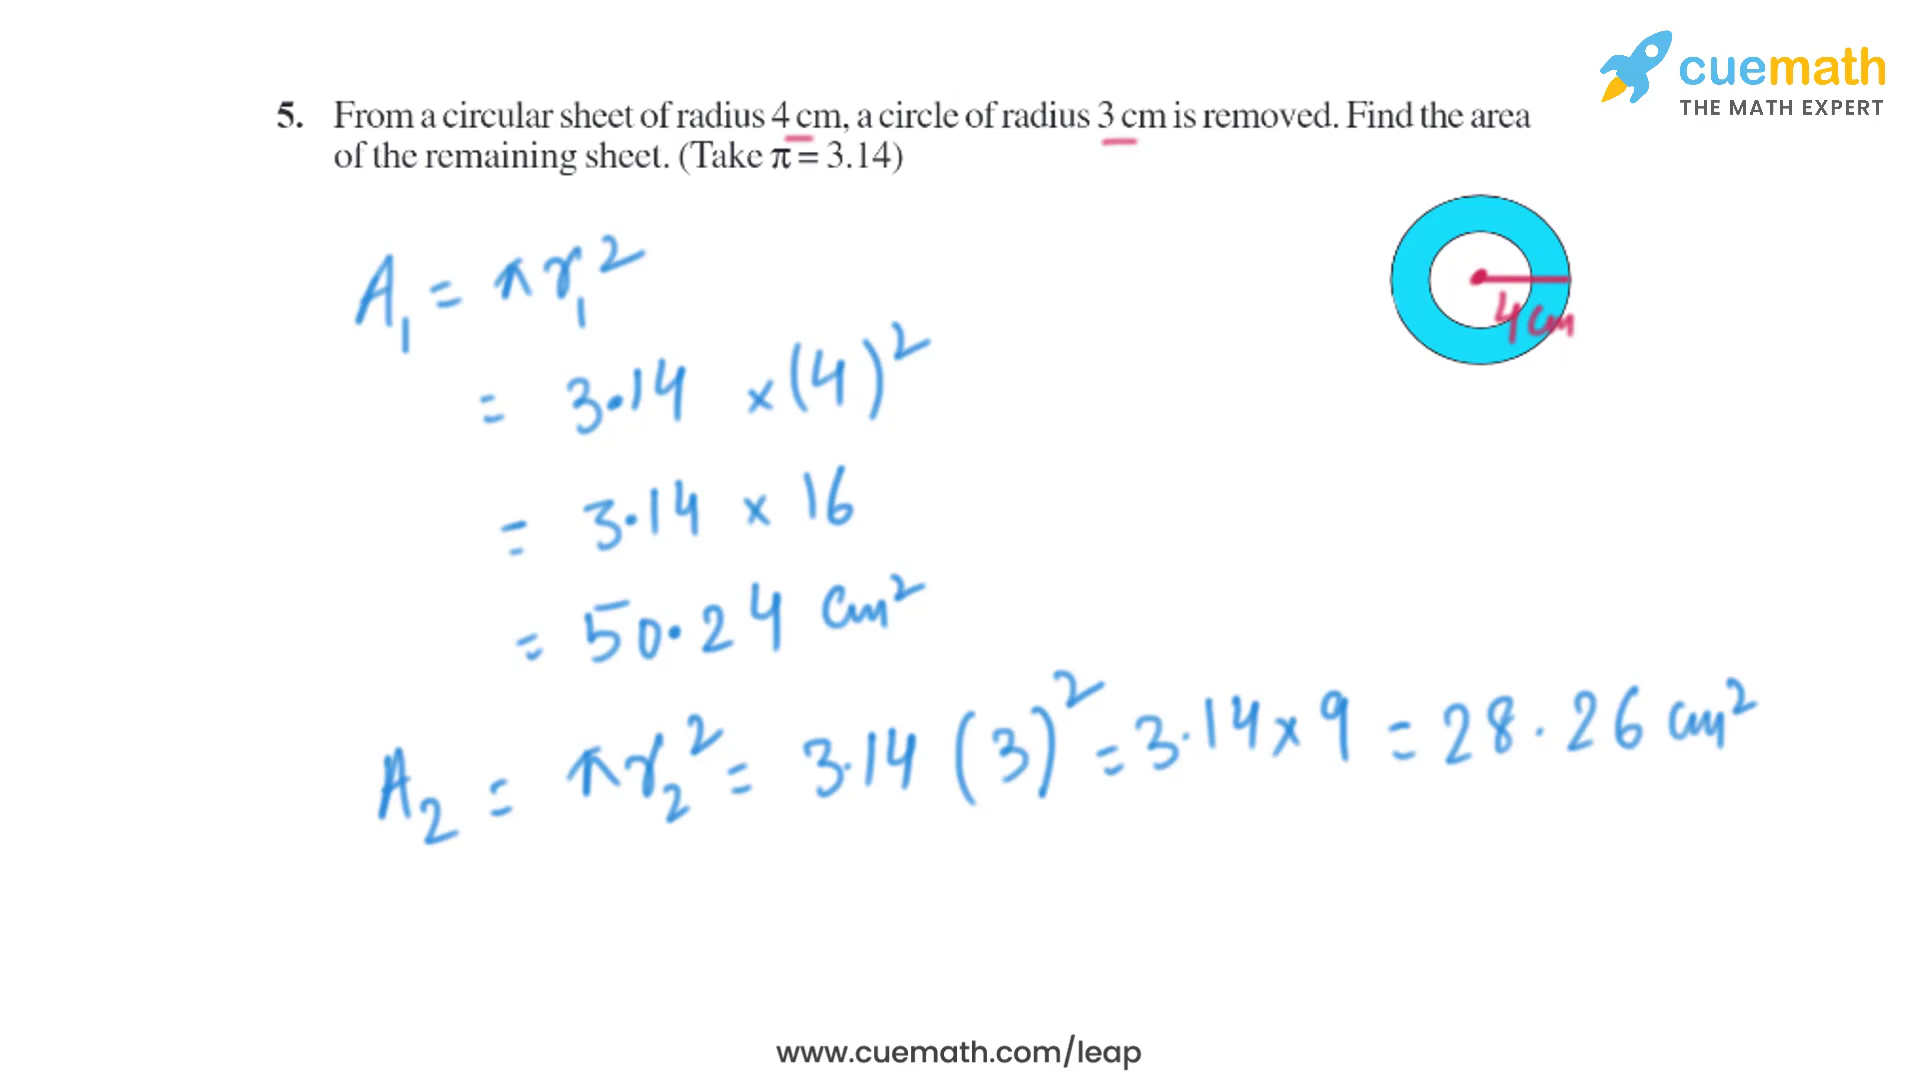 cuemath
THE MATH EXPERT
5. From a circular sheet of radius 4 cm, a circle of radius 3 cm is removed. Find the area
of the remaining sheet. (Take π = 3.14)
4cm
A₁ = πr₁²
= 3.14 × (4)²
= 3.14 × 16
= 50.24 cm²
A₂ = πr₂² = 3.14 (3)² = 3.14 × 9 = 28.26 cm²
www.cuemath.com/leap